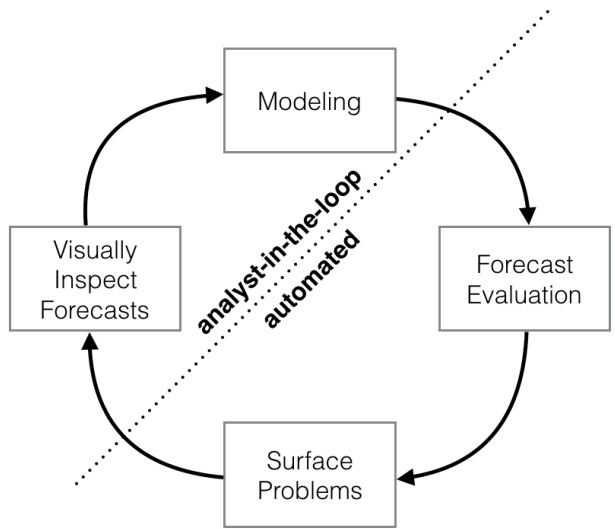 Modeling
analyst-in-the-loop
automated
Visually
Inspect
Forecasts
Forecast
Evaluation
Surface
Problems